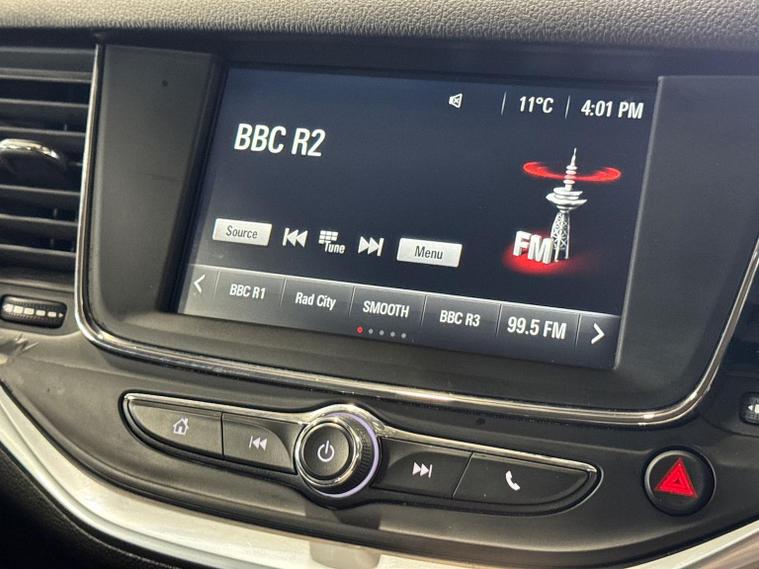 11°C 4:01 PM
BBC R2
FM
Source Tune Menu
BBC R1 Rad City SMOOTH BBC R3 99.5 FM